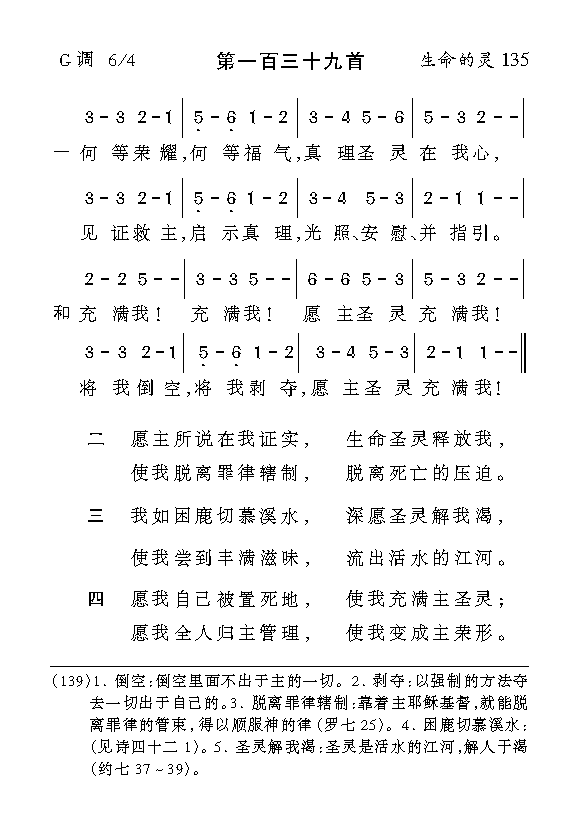 G调 6/4 第一百三十九首 生命的灵 135
3 - 3 2 - 1 | 5 - 6 1 - 2 | 3 - 4 5 - 6 | 5 - 3 2 - - |
一 何 等荣 耀,何 等福 气,真 理圣 灵 在 我心,
3 - 3 2 - 1 | 5 - 6 1 - 2 | 3 - 4 5 - 3 | 2 - 1 1 - - |
见 证救 主,启 示真 理,光 照、安 慰、并 指引。
2 - 2 5 - - | 3 - 3 5 - - | 6 - 6 5 - 3 | 5 - 3 2 - - |
和 充 满我! 充 满我! 愿 主圣 灵 充 满我!
3 - 3 2 - 1 | 5 - 6 1 - 2 | 3 - 4 5 - 3 | 2 - 1 1 - - ‖
将 我倒 空,将 我剥 夺,愿 主圣 灵 充 满我!
二 愿主所说在我证实, 生命圣灵释放我,
使我脱离罪律辖制, 脱离死亡的压迫。
三 我如困鹿切慕溪水, 深愿圣灵解我渴,
使我尝到丰满滋味, 流出活水的江河。
四 愿我自己被置死地, 使我充满主圣灵;
愿我全人归主管理, 使我变成主荣形。
(139)1. 倒空:倒空里面不出于主的一切。2. 剥夺:以强制的方法夺
去一切出于自己的。3. 脱离罪律辖制:靠着主耶稣基督,就能脱
离罪律的管束,得以顺服神的律(罗七25)。4. 困鹿切慕溪水:
(见诗四十二1)。5. 圣灵解我渴:圣灵是活水的江河,解人干渴
(约七37~39)。